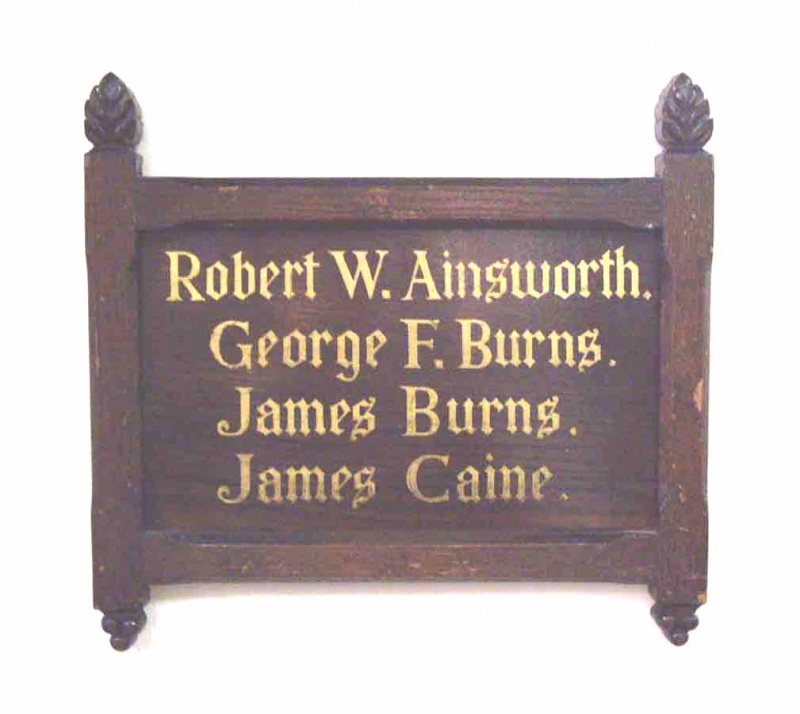 Robert W. Ainsworth.
George F. Burns.
James Burns.
James Caine.